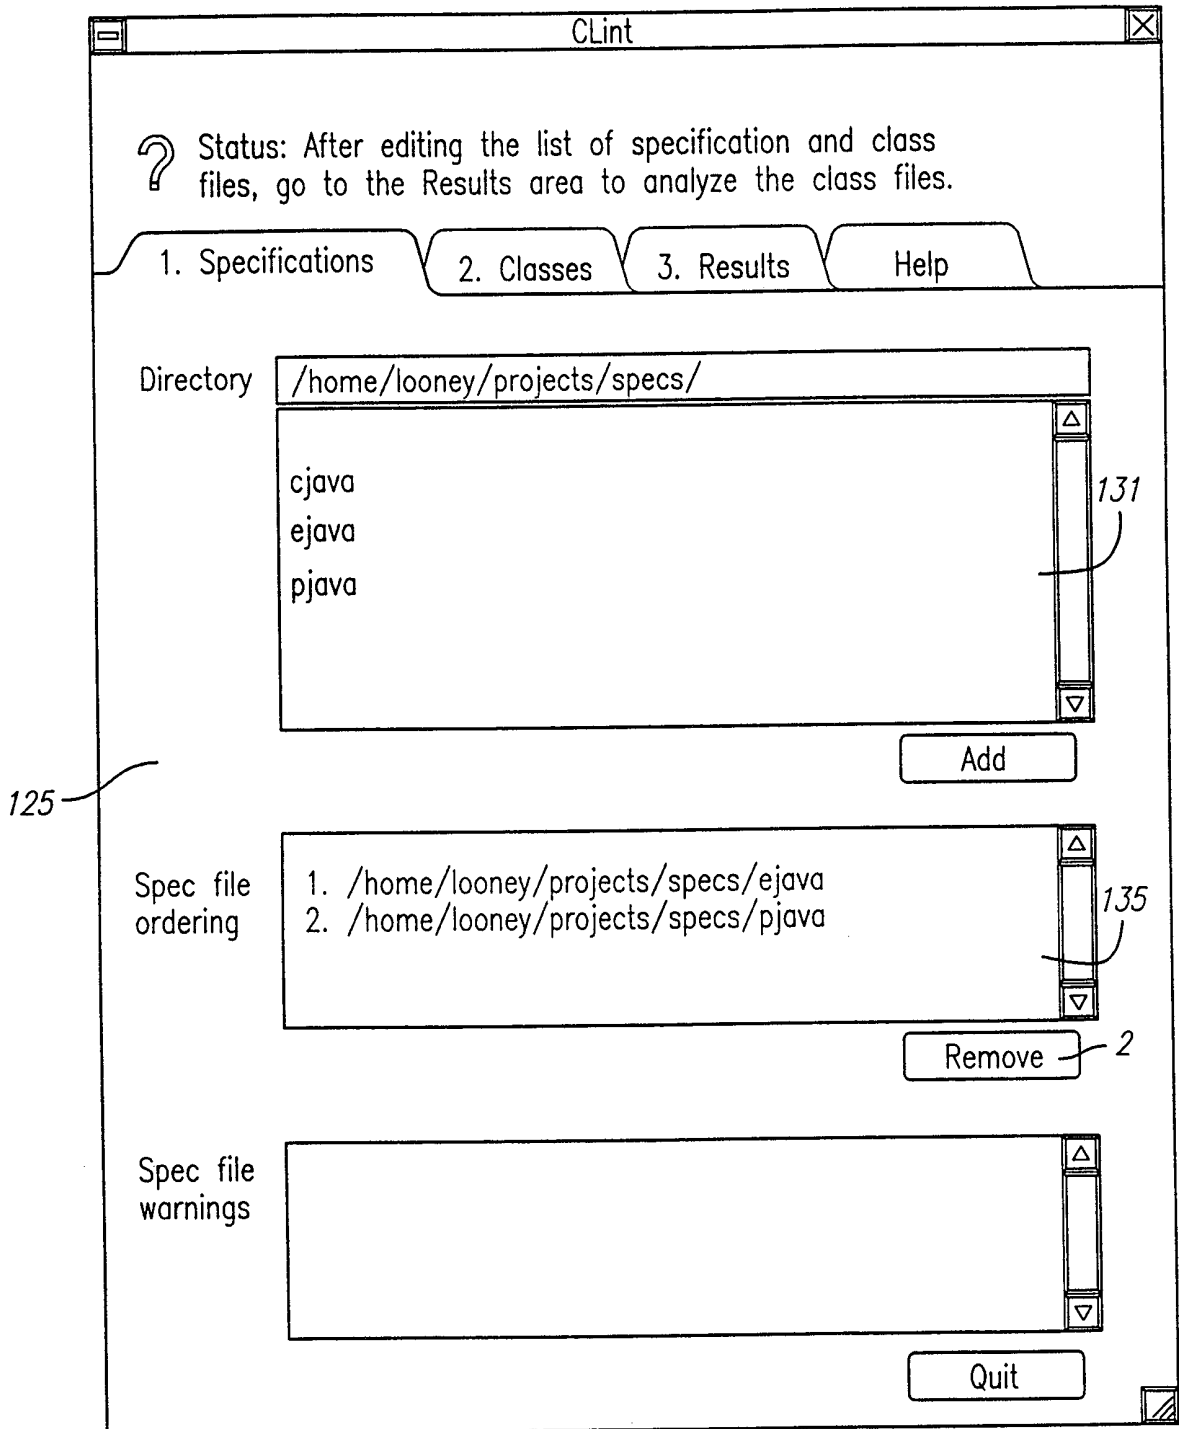 CLint
Status: After editing the list of specification and class
files, go to the Results area to analyze the class files.
1. Specifications
2. Classes
3. Results
Help
Directory
/home/looney/projects/specs/
cjava
ejava
pjava
131
Add
125
Spec file
ordering
1. /home/looney/projects/specs/ejava
2. /home/looney/projects/specs/pjava
135
Remove
2
Spec file
warnings
Quit